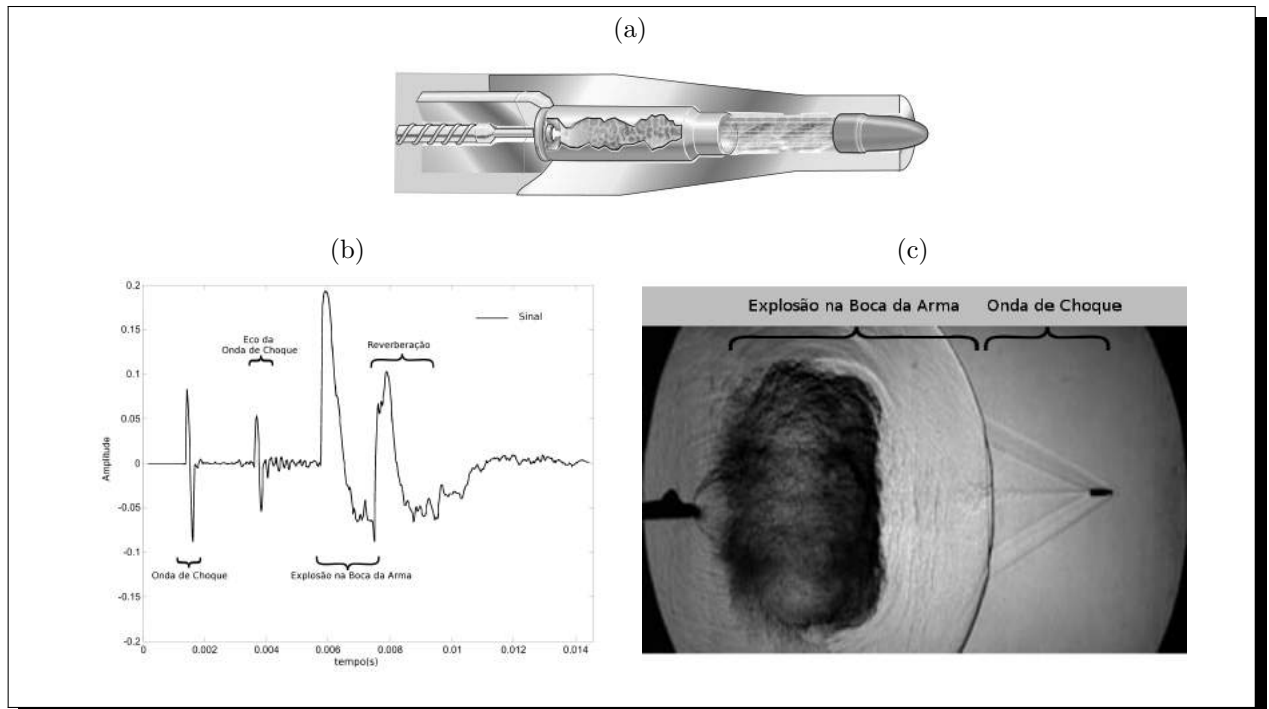 (a)
(b)
(c)
0.2
0.15
0.1
0.05
0
-0.05
-0.1
-0.15
-0.2
Amplitude
Sinal
Eco da
Onda de Choque
Reverberação
Onda de Choque
Explosão na Boca da Arma
0
0.002
0.004
0.006
0.008
0.01
0.012
0.014
tempo(s)
Explosão na Boca da Arma Onda de Choque